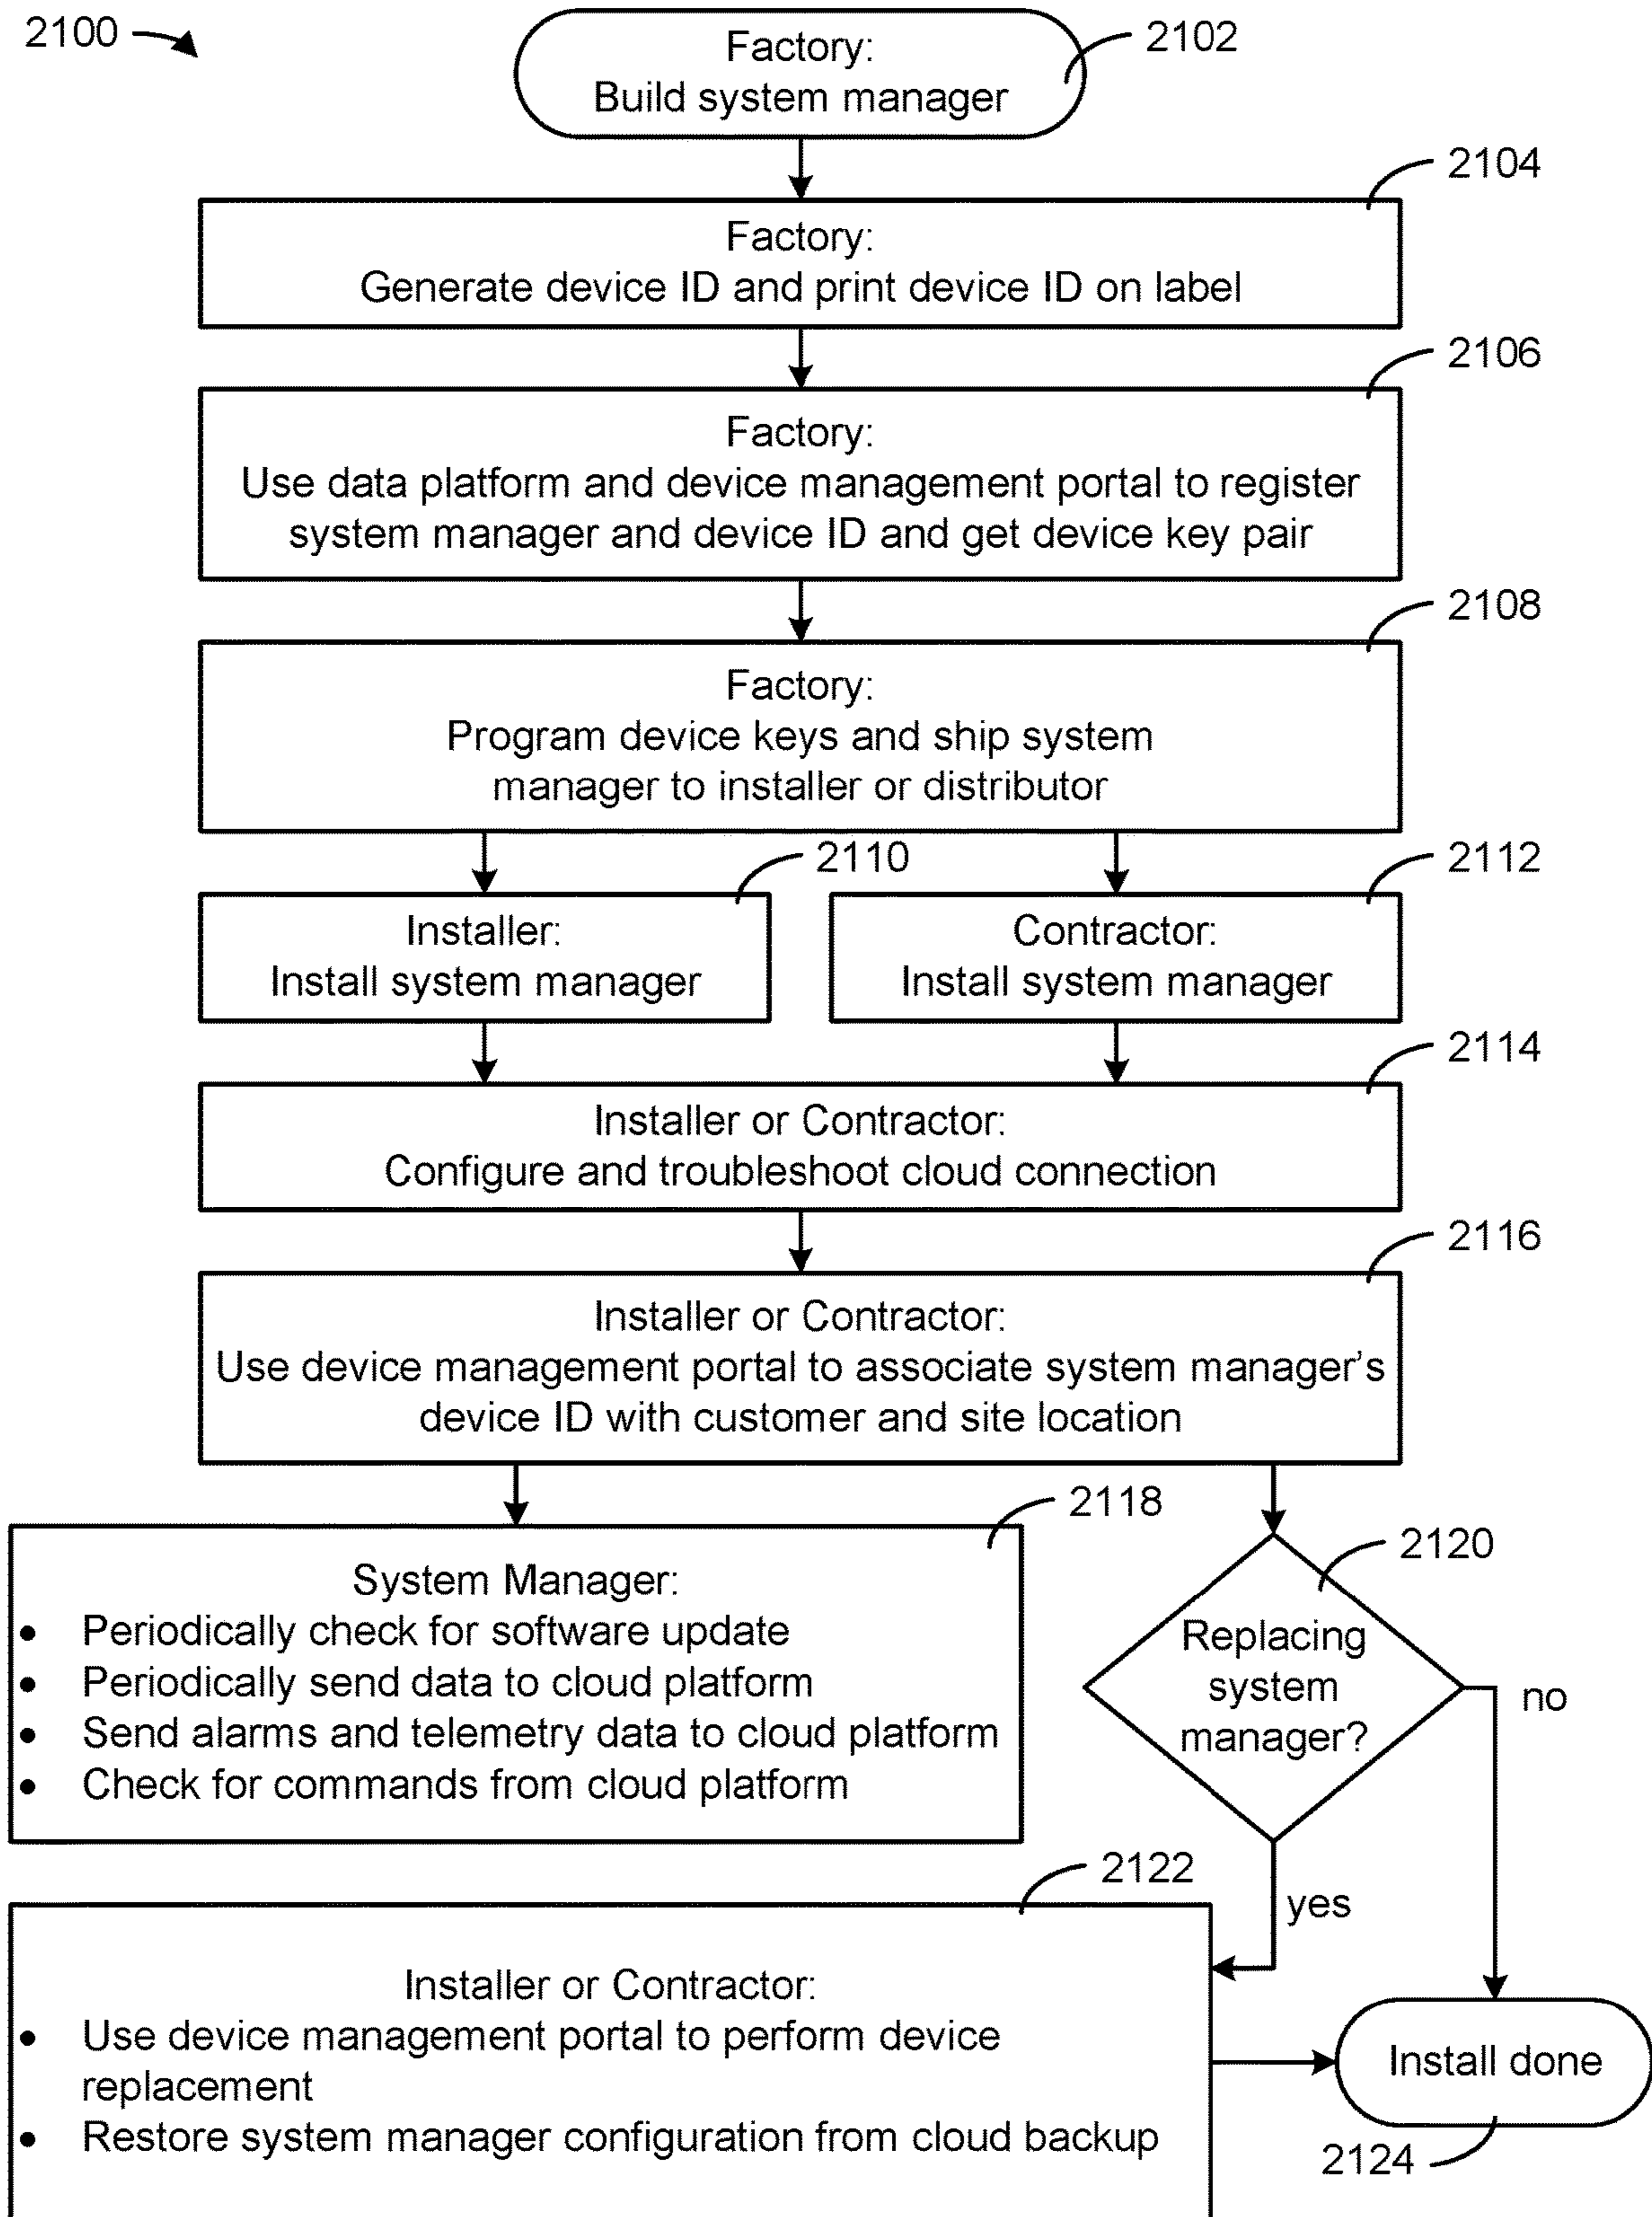 2100
Factory:
Build system manager
2102
2104
Factory:
Generate device ID and print device ID on label
2106
Factory:
Use data platform and device management portal to register
system manager and device ID and get device key pair
2108
Factory:
Program device keys and ship system
manager to installer or distributor
2110
Installer:
Install system manager
2112
Contractor:
Install system manager
2114
Installer or Contractor:
Configure and troubleshoot cloud connection
2116
Installer or Contractor:
Use device management portal to associate system manager’s
device ID with customer and site location
2118
System Manager:
• Periodically check for software update
• Periodically send data to cloud platform
• Send alarms and telemetry data to cloud platform
• Check for commands from cloud platform
2120
Replacing
system
manager?
no
yes
2122
Installer or Contractor:
• Use device management portal to perform device
replacement
• Restore system manager configuration from cloud backup
Install done
2124